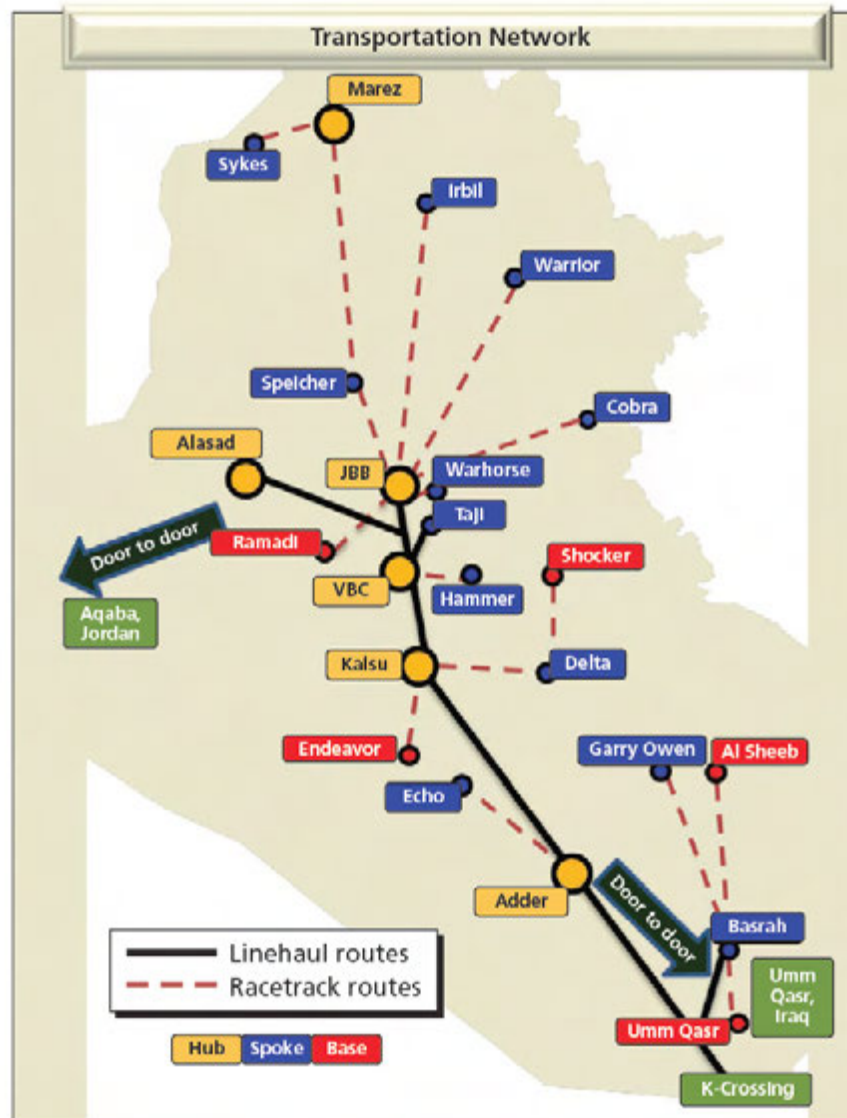 Transportation Network
Marez
Sykes
Irbil
Warrior
Speicher
Cobra
Alasad
JBB
Warhorse
Taji
Door to door
Ramadi
Shocker
VBC
Hammer
Aqaba,
Jordan
Kalsu
Delta
Endeavor
Garry Owen
Al Sheeb
Echo
Adder
Door to door
Basrah
Linehaul routes
Racetrack routes
Umm
Qasr,
Iraq
Umm Qasr
Hub
Spoke
Base
K-Crossing